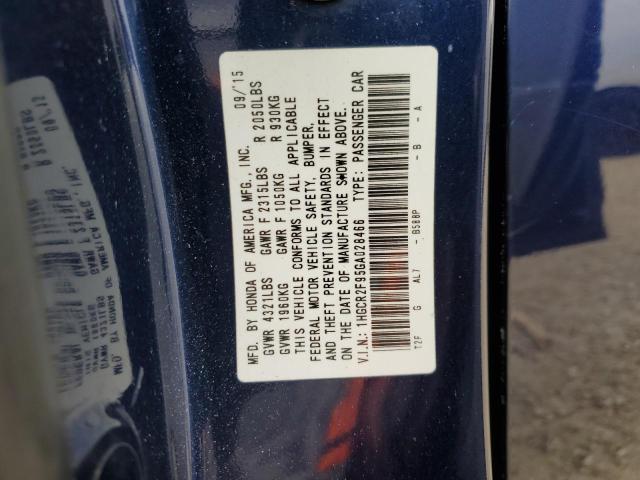 MFD. BY HONDA OF AMERICA MFG., INC. 09/15
GVWR 4321LBS GAWR F 2315LBS R 2050LBS
GVWR 1960KG GAWR F 1050KG R 930KG
THIS VEHICLE CONFORMS TO ALL APPLICABLE
FEDERAL MOTOR VEHICLE SAFETY, BUMPER,
AND THEFT PREVENTION STANDARDS IN EFFECT
ON THE DATE OF MANUFACTURE SHOWN ABOVE.
V.I.N.: 1HGCR2F95GA028466 TYPE: PASSENGER CAR
T2F G AL7 - B588P - B - A